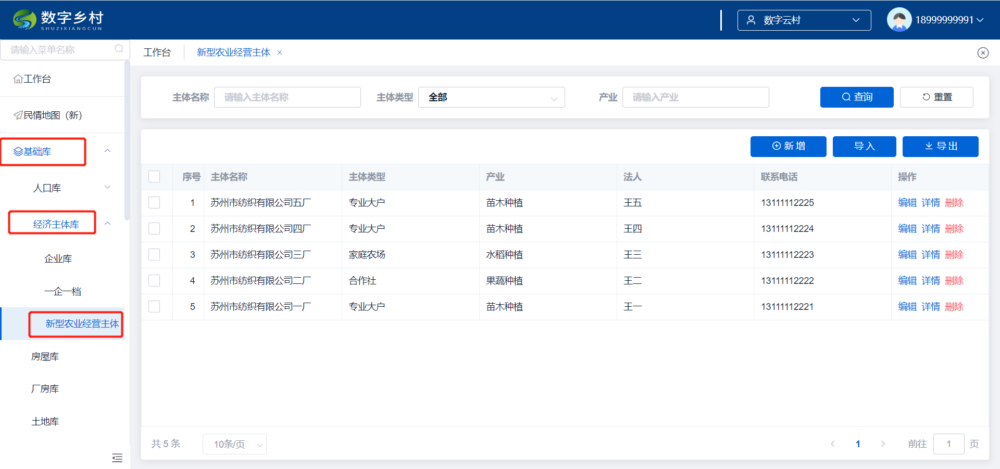 数字乡村
SHUZIXIANGCUN
数字云村
18999999991
请输入菜单名称
工作台
民情地图（新）
基础库
人口库
经济主体库
企业库
一企一档
新型农业经营主体
房屋库
厂房库
土地库
工作台 新型农业经营主体
主体名称 请输入主体名称 主体类型 全部 产业 请输入产业 查询 重置
新增 导入 导出
序号 主体名称 主体类型 产业 法人 联系电话 操作
1 苏州市纺织有限公司五厂 专业大户 苗木种植 王五 13111112225 编辑 详情 删除
2 苏州市纺织有限公司四厂 专业大户 苗木种植 王四 13111112224 编辑 详情 删除
3 苏州市纺织有限公司三厂 家庭农场 水稻种植 王三 13111112223 编辑 详情 删除
4 苏州市纺织有限公司二厂 合作社 果蔬种植 王二 13111112222 编辑 详情 删除
5 苏州市纺织有限公司一厂 专业大户 苗木种植 王一 13111112221 编辑 详情 删除
共 5 条 10条/页 1 前往 1 页